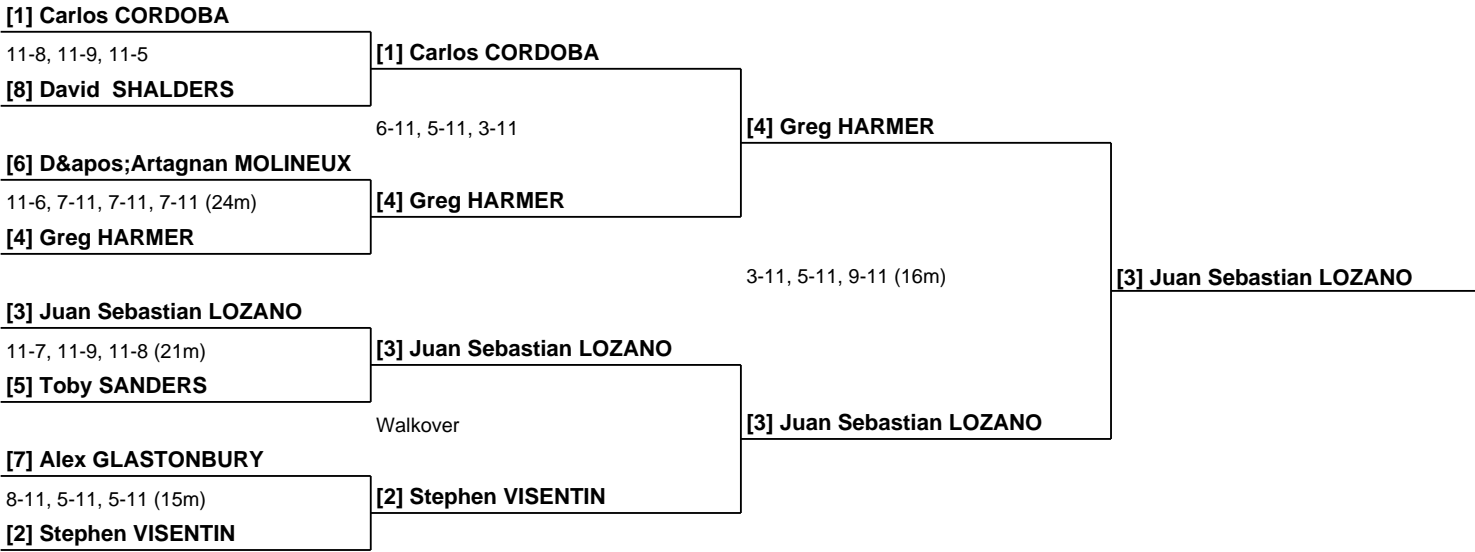 [1] Carlos CORDOBA
11-8, 11-9, 11-5
[8] David  SHALDERS
[6] D&apos;Artagnan MOLINEUX
11-6, 7-11, 7-11, 7-11 (24m)
[4] Greg HARMER
[3] Juan Sebastian LOZANO
11-7, 11-9, 11-8 (21m)
[5] Toby SANDERS
[7] Alex GLASTONBURY
8-11, 5-11, 5-11 (15m)
[2] Stephen VISENTIN
[1] Carlos CORDOBA
6-11, 5-11, 3-11
[4] Greg HARMER
[3] Juan Sebastian LOZANO
Walkover
[2] Stephen VISENTIN
[4] Greg HARMER
3-11, 5-11, 9-11 (16m)
[3] Juan Sebastian LOZANO
[3] Juan Sebastian LOZANO